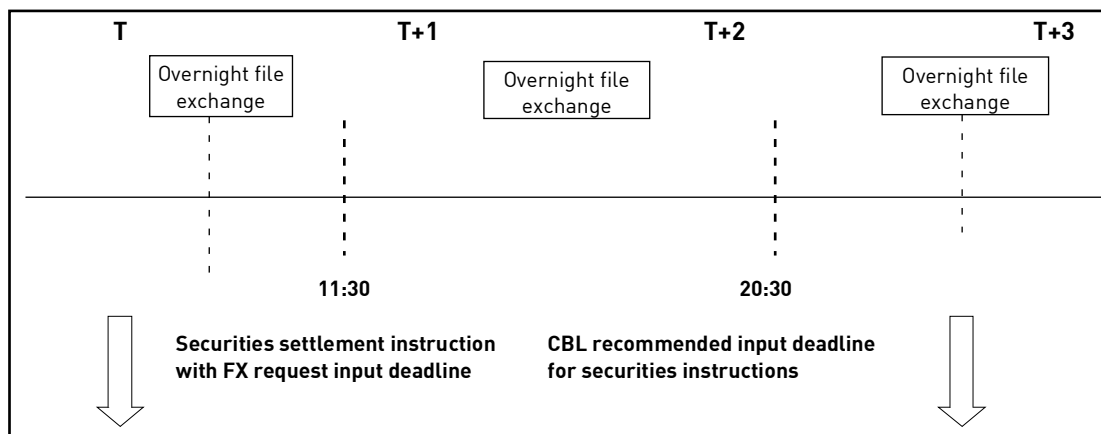 T
T+1
T+2
T+3
Overnight file
exchange
Overnight file
exchange
Overnight file
exchange
11:30
20:30
Securities settlement instruction
with FX request input deadline
CBL recommended input deadline
for securities instructions